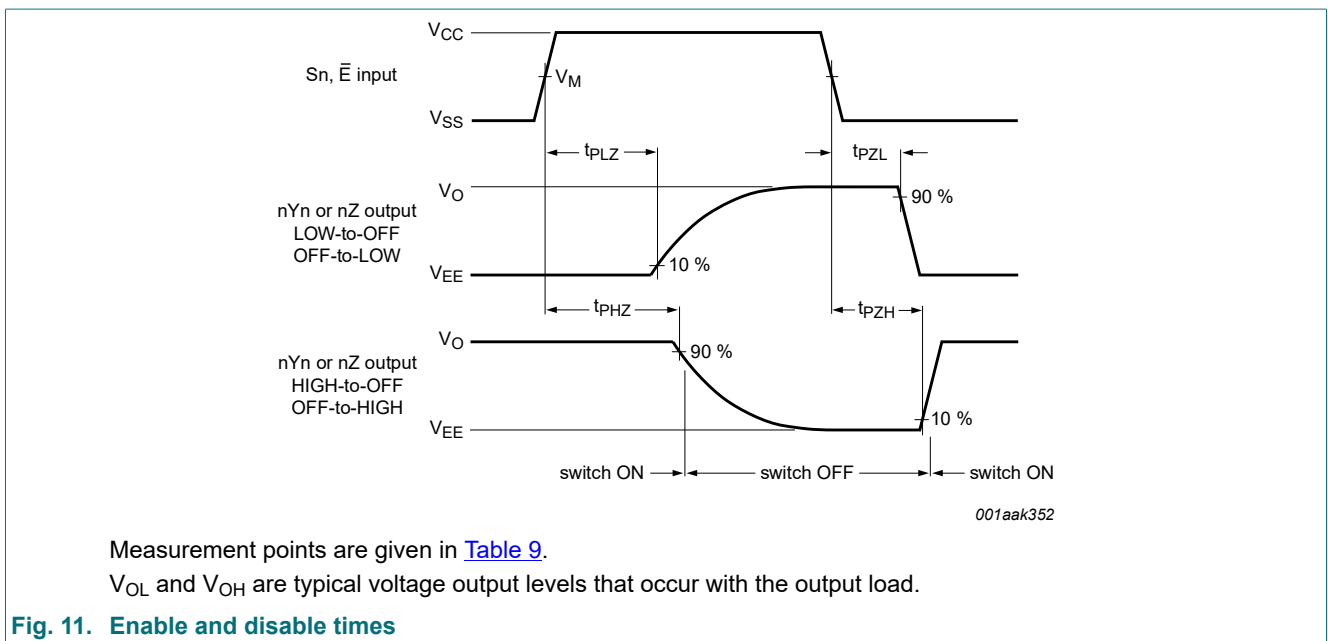 VCC
Sn, E̅ input
VM
VSS
tPLZ
tPZL
VO
nYn or nZ output
LOW-to-OFF
OFF-to-LOW
90 %
VEE
10 %
tPHZ
tPZH
VO
nYn or nZ output
HIGH-to-OFF
OFF-to-HIGH
90 %
VEE
10 %
switch ON
switch OFF
switch ON
001aak352
Measurement points are given in Table 9.
VOL and VOH are typical voltage output levels that occur with the output load.
Fig. 11. Enable and disable times